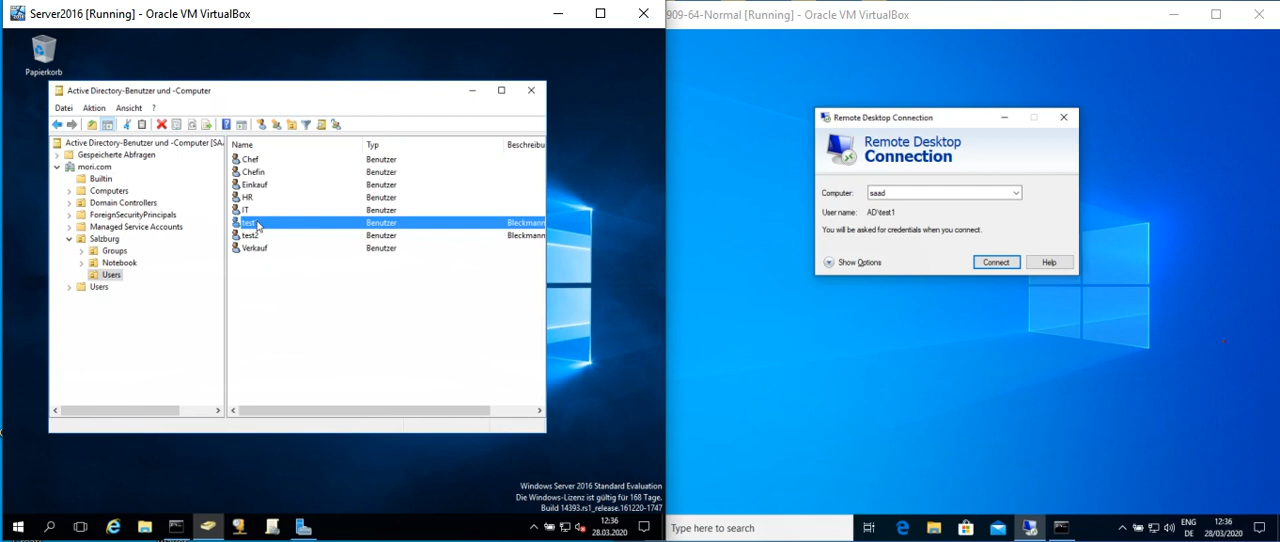 Server2016 [Running] - Oracle VM VirtualBox
Papierkorb
Active Directory-Benutzer und -Computer
Datei Aktion Ansicht ?
Active Directory-Benutzer und -Computer [SAA
Gespeicherte Abfragen
mori.com
Builtin
Computers
Domain Controllers
ForeignSecurityPrincipals
Managed Service Accounts
Salzburg
Groups
Notebook
Users
Users
Name Typ Beschreibu
Chef Benutzer
Chefin Benutzer
Einkauf Benutzer
HR Benutzer
IT Benutzer
Benutzer Bleckmann
test2 Benutzer Bleckmann
Verkauf Benutzer
Windows Server 2016 Standard Evaluation
Die Windows-Lizenz ist gültig für 168 Tage.
Build 14393.rs1_release.161220-1747
12:36
28.03.2020
909-64-Normal [Running] - Oracle VM VirtualBox
Remote Desktop Connection
Remote Desktop
Connection
Computer: saad
User name: AD\test1
You will be asked for credentials when you connect.
Show Options Connect Help
Type here to search
ENG
DE
12:36
28/03/2020